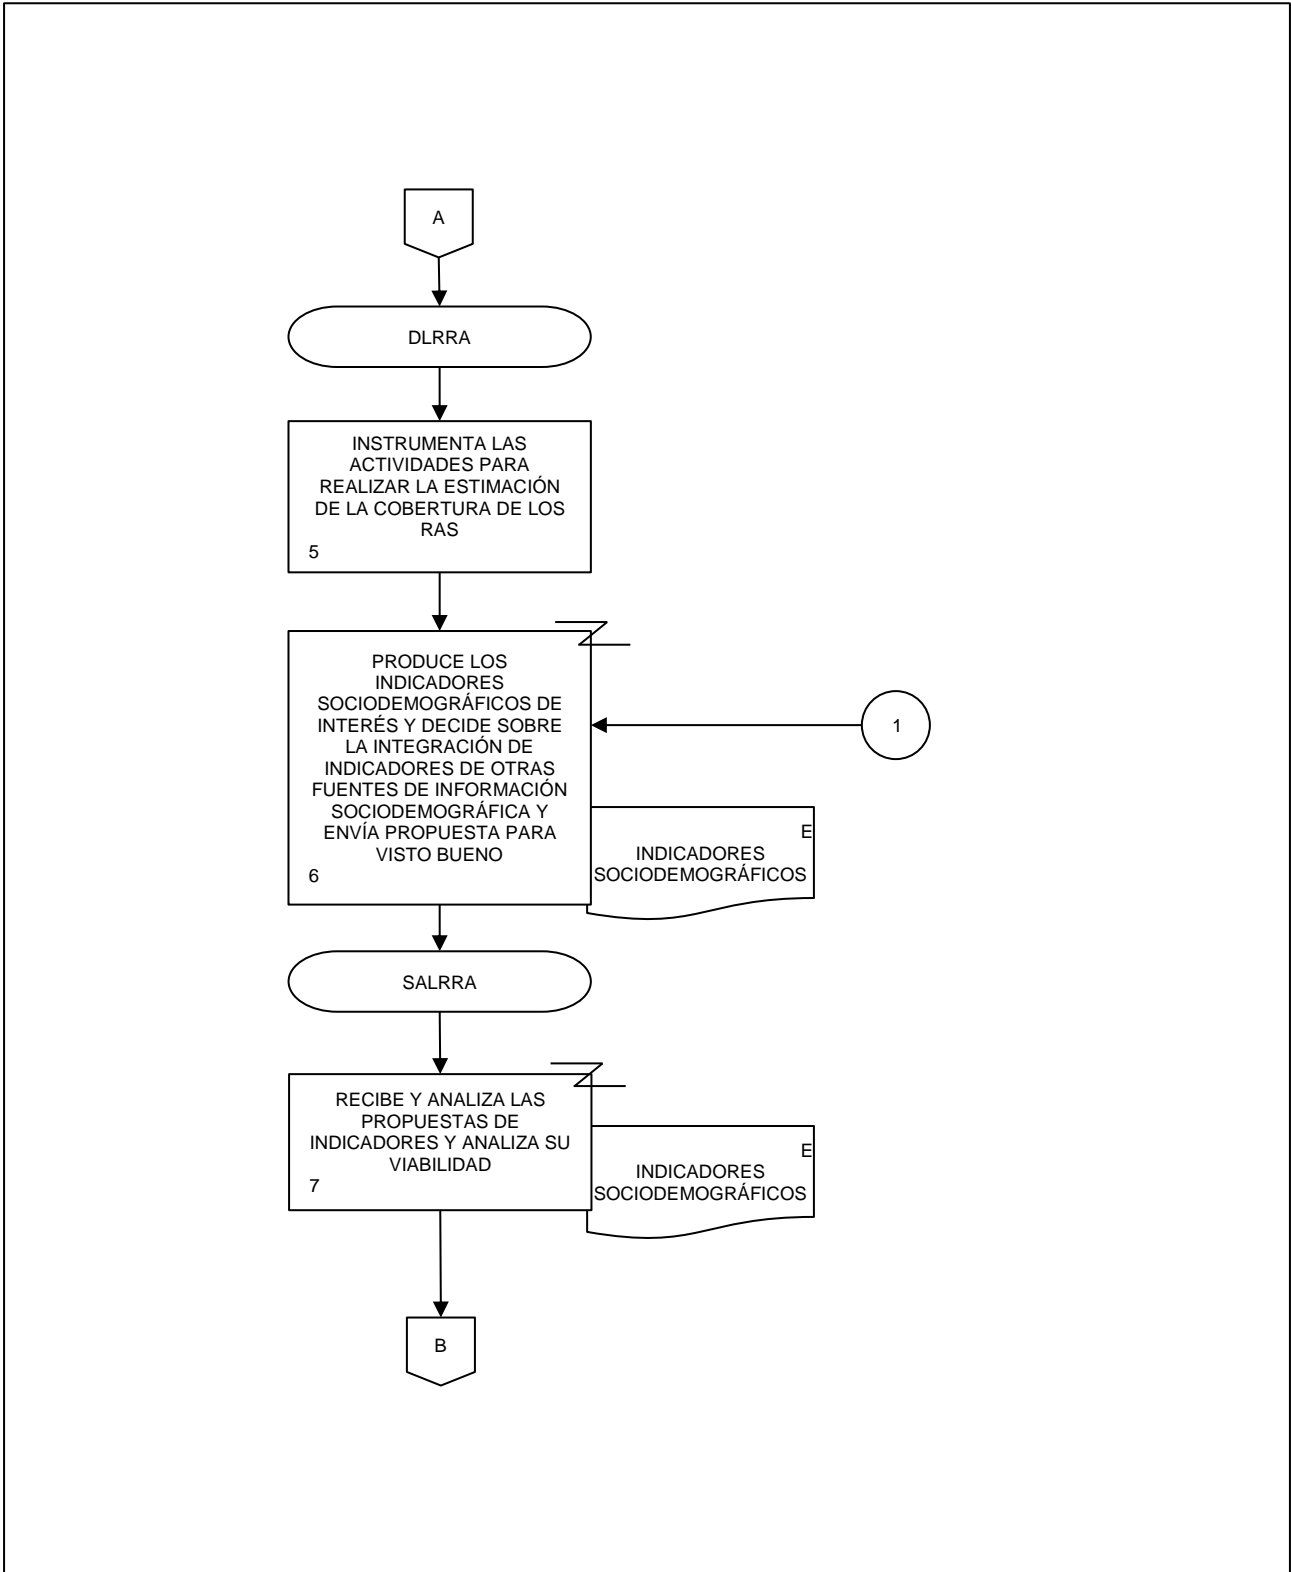 A
DLRRA
INSTRUMENTA LAS
ACTIVIDADES PARA
REALIZAR LA ESTIMACIÓN
DE LA COBERTURA DE LOS
RAS
5
PRODUCE LOS
INDICADORES
SOCIODEMOGRÁFICOS DE
INTERÉS Y DECIDE SOBRE
LA INTEGRACIÓN DE
INDICADORES DE OTRAS
FUENTES DE INFORMACIÓN
SOCIODEMOGRÁFICA Y
ENVÍA PROPUESTA PARA
VISTO BUENO
6
1
E
INDICADORES
SOCIODEMOGRÁFICOS
SALRRA
RECIBE Y ANALIZA LAS
PROPUESTAS DE
INDICADORES Y ANALIZA SU
VIABILIDAD
7
E
INDICADORES
SOCIODEMOGRÁFICOS
B